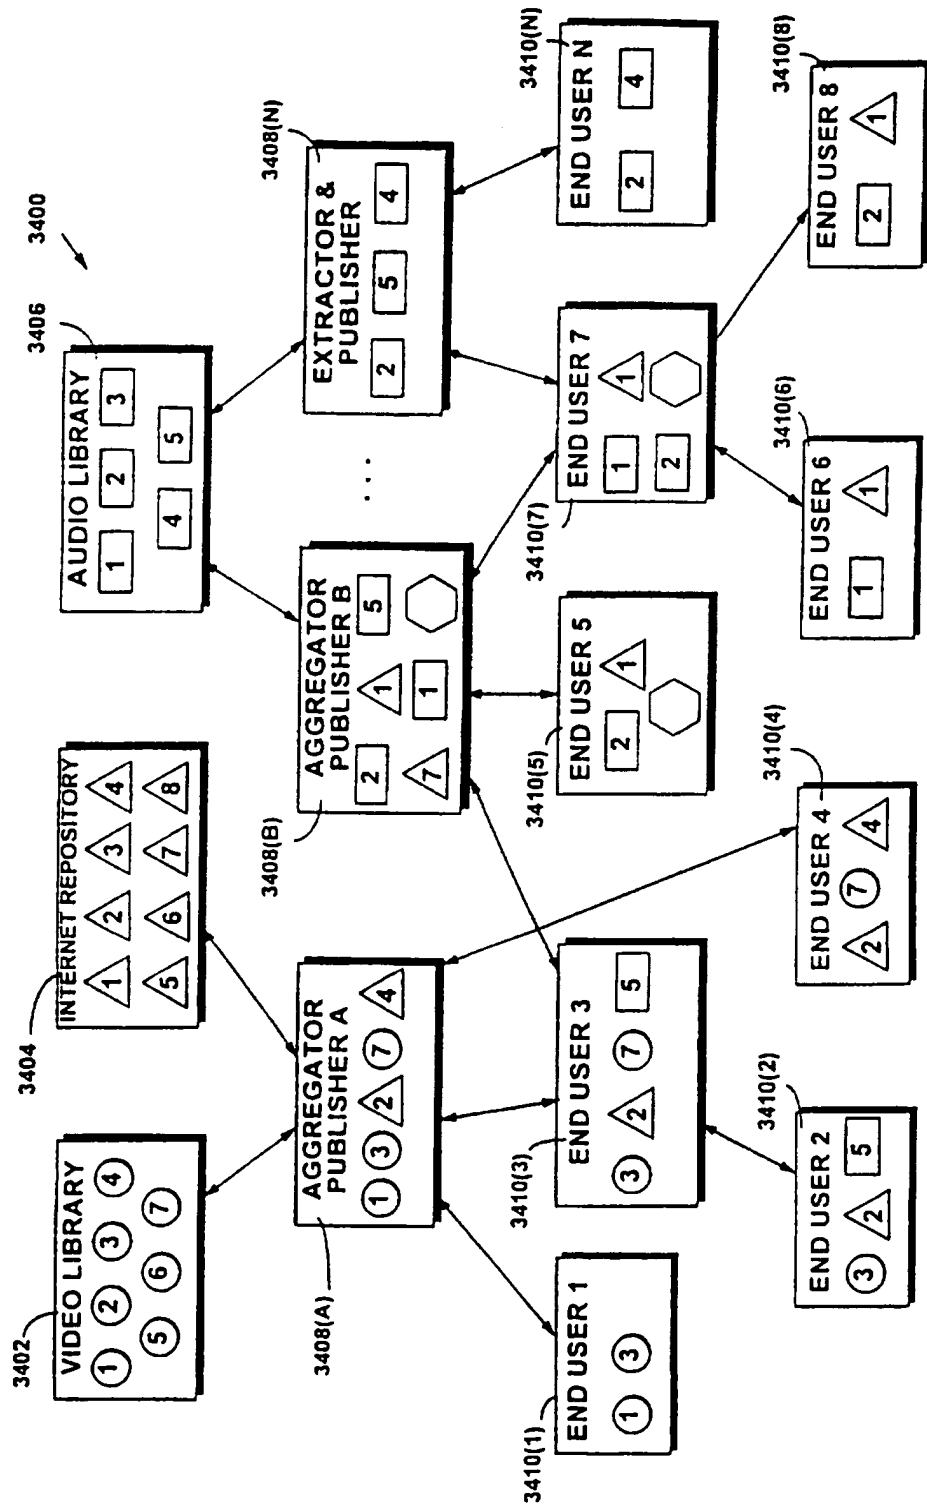 3400
3402
VIDEO LIBRARY
1 2 3 4
5 6 7
3404
INTERNET REPOSITORY
1 2 3 4
5 6 7 8
3406
AUDIO LIBRARY
1 2 3
4 5
3408(A)
AGGREGATOR
PUBLISHER A
1 3 2 7 4
3408(B)
AGGREGATOR
PUBLISHER B
2 1 5
7 1
...
3408(N)
EXTRACTOR &
PUBLISHER
2 5 4
3410(1)
END USER 1
1 3
3410(3)
END USER 3
3 2 7 5
3410(5)
END USER 5
2 1
3410(7)
END USER 7
1 1
2
3410(N)
END USER N
2 4
3410(2)
END USER 2
3 2 5
3410(4)
END USER 4
2 7 4
3410(6)
END USER 6
1 1
3410(8)
END USER 8
2 1